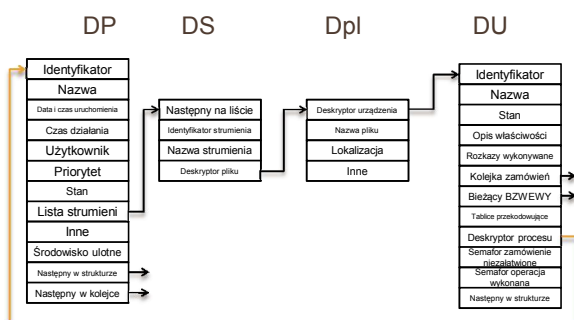 DP
DS
Dpl
DU
Identyfikator
Nazwa
Data i czas uruchomienia
Czas działania
Użytkownik
Priorytet
Stan
Lista strumieni
Inne
Środowisko ulotne
Następny w strukturze
Następny w kolejce
Następny na liście
Identyfikator strumienia
Nazwa strumienia
Deskryptor pliku
Deskryptor urządzenia
Nazwa pliku
Lokalizacja
Inne
Identyfikator
Nazwa
Stan
Opis właściwości
Rozkazy wykonywane
Kolejka zamówień
Bieżący BZWEWY
Tablice przekodowujące
Deskryptor procesu
Semafor zamówienie
niezałatwione
Semafor operacja
wykonana
Następny w strukturze